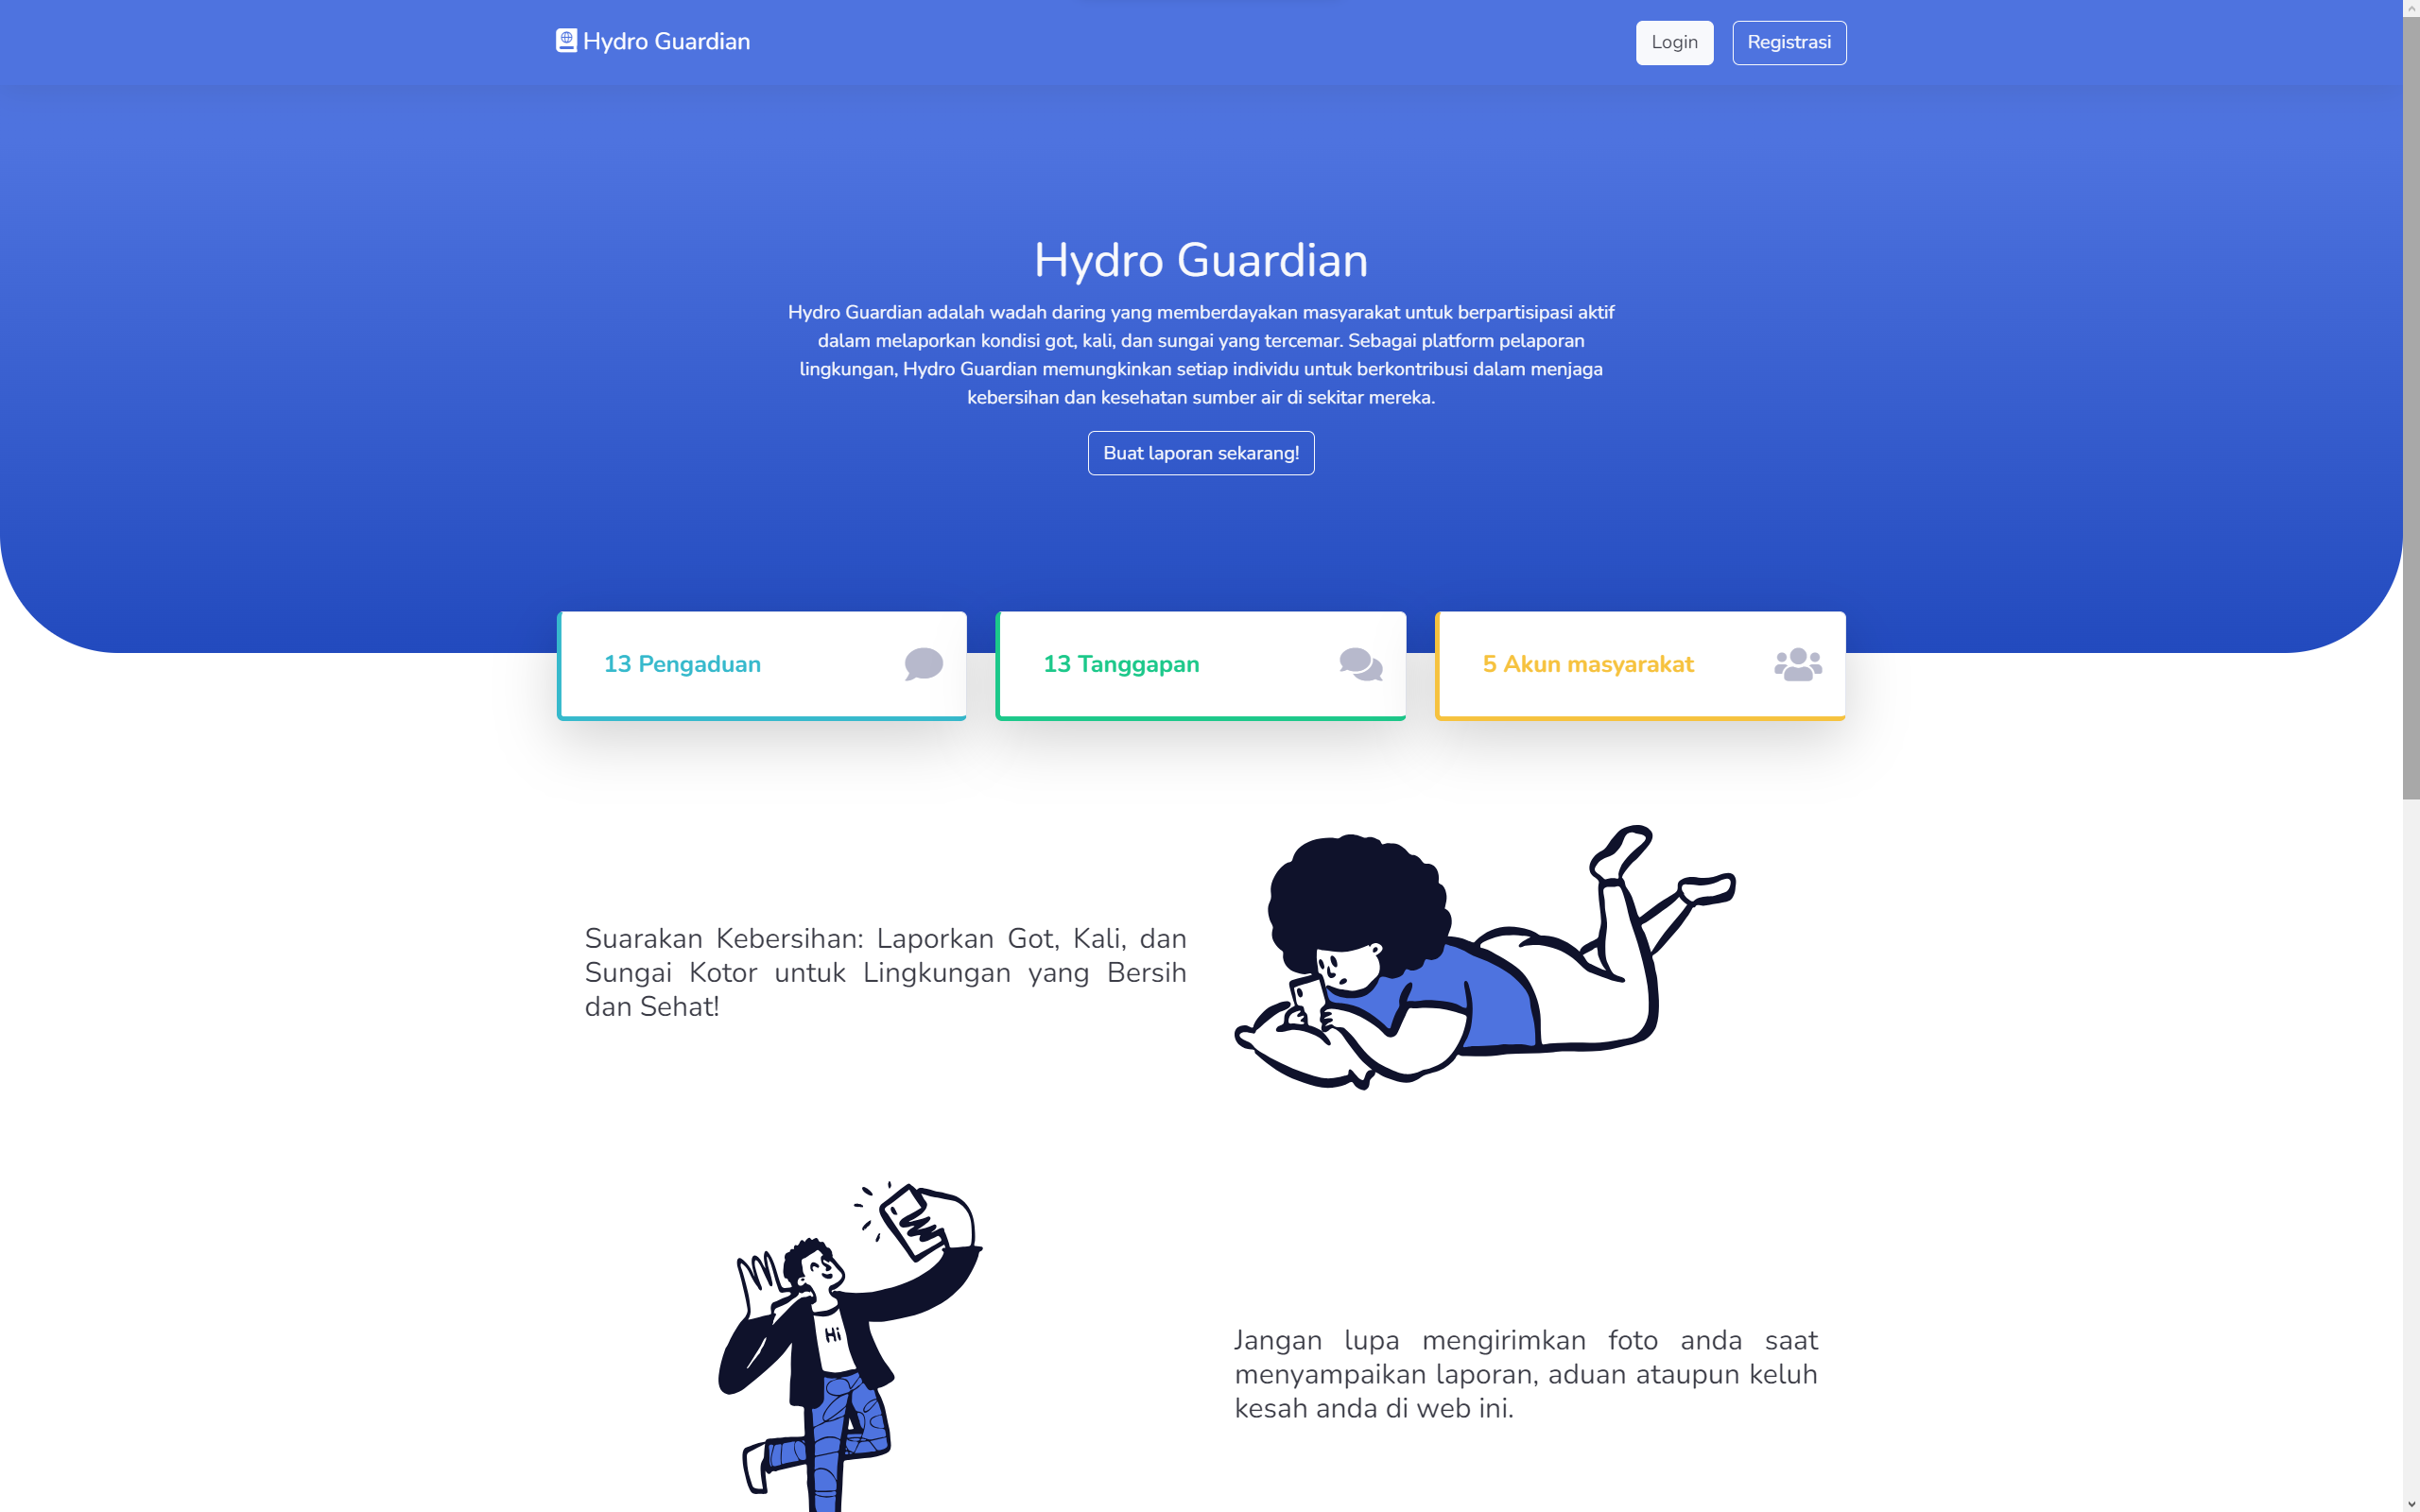 Hydro Guardian
Login
Registrasi
Hydro Guardian
Hydro Guardian adalah wadah daring yang memberdayakan masyarakat untuk berpartisipasi aktif
dalam melaporkan kondisi got, kali, dan sungai yang tercemar. Sebagai platform pelaporan
lingkungan, Hydro Guardian memungkinkan setiap individu untuk berkontribusi dalam menjaga
kebersihan dan kesehatan sumber air di sekitar mereka.
Buat laporan sekarang!
13 Pengaduan
13 Tanggapan
5 Akun masyarakat
Suarakan Kebersihan: Laporkan Got, Kali, dan
Sungai Kotor untuk Lingkungan yang Bersih
dan Sehat!
Hi
Jangan lupa mengirimkan foto anda saat
menyampaikan laporan, aduan ataupun keluh
kesah anda di web ini.